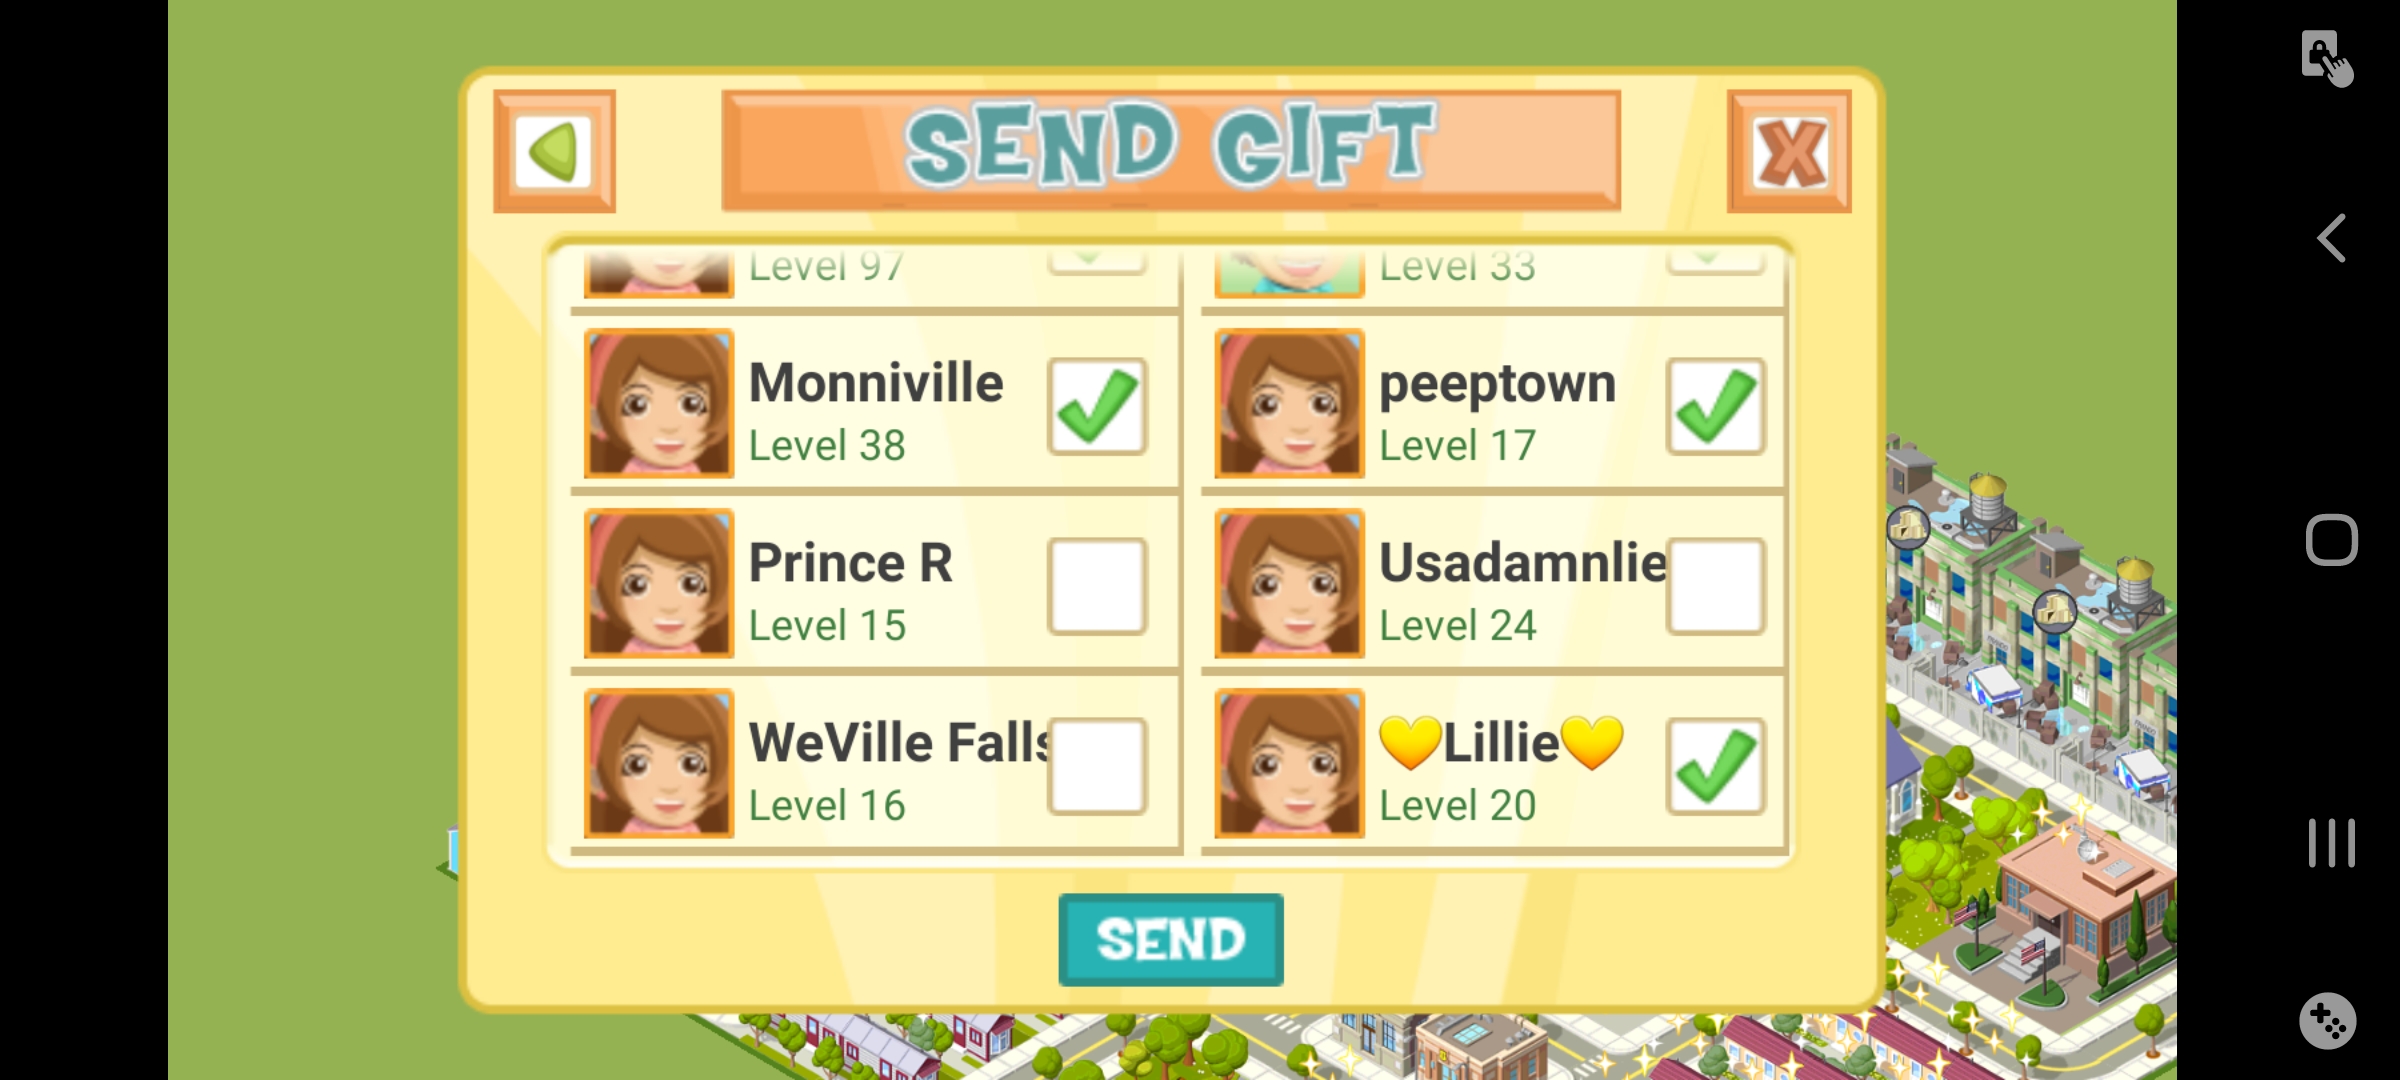 SEND GIFT
Level 97
Level 33
Monniville
Level 38
peeptown
Level 17
Prince R
Level 15
Usadamnlie
Level 24
WeVille Falls
Level 16
💛Lillie💛
Level 20
SEND